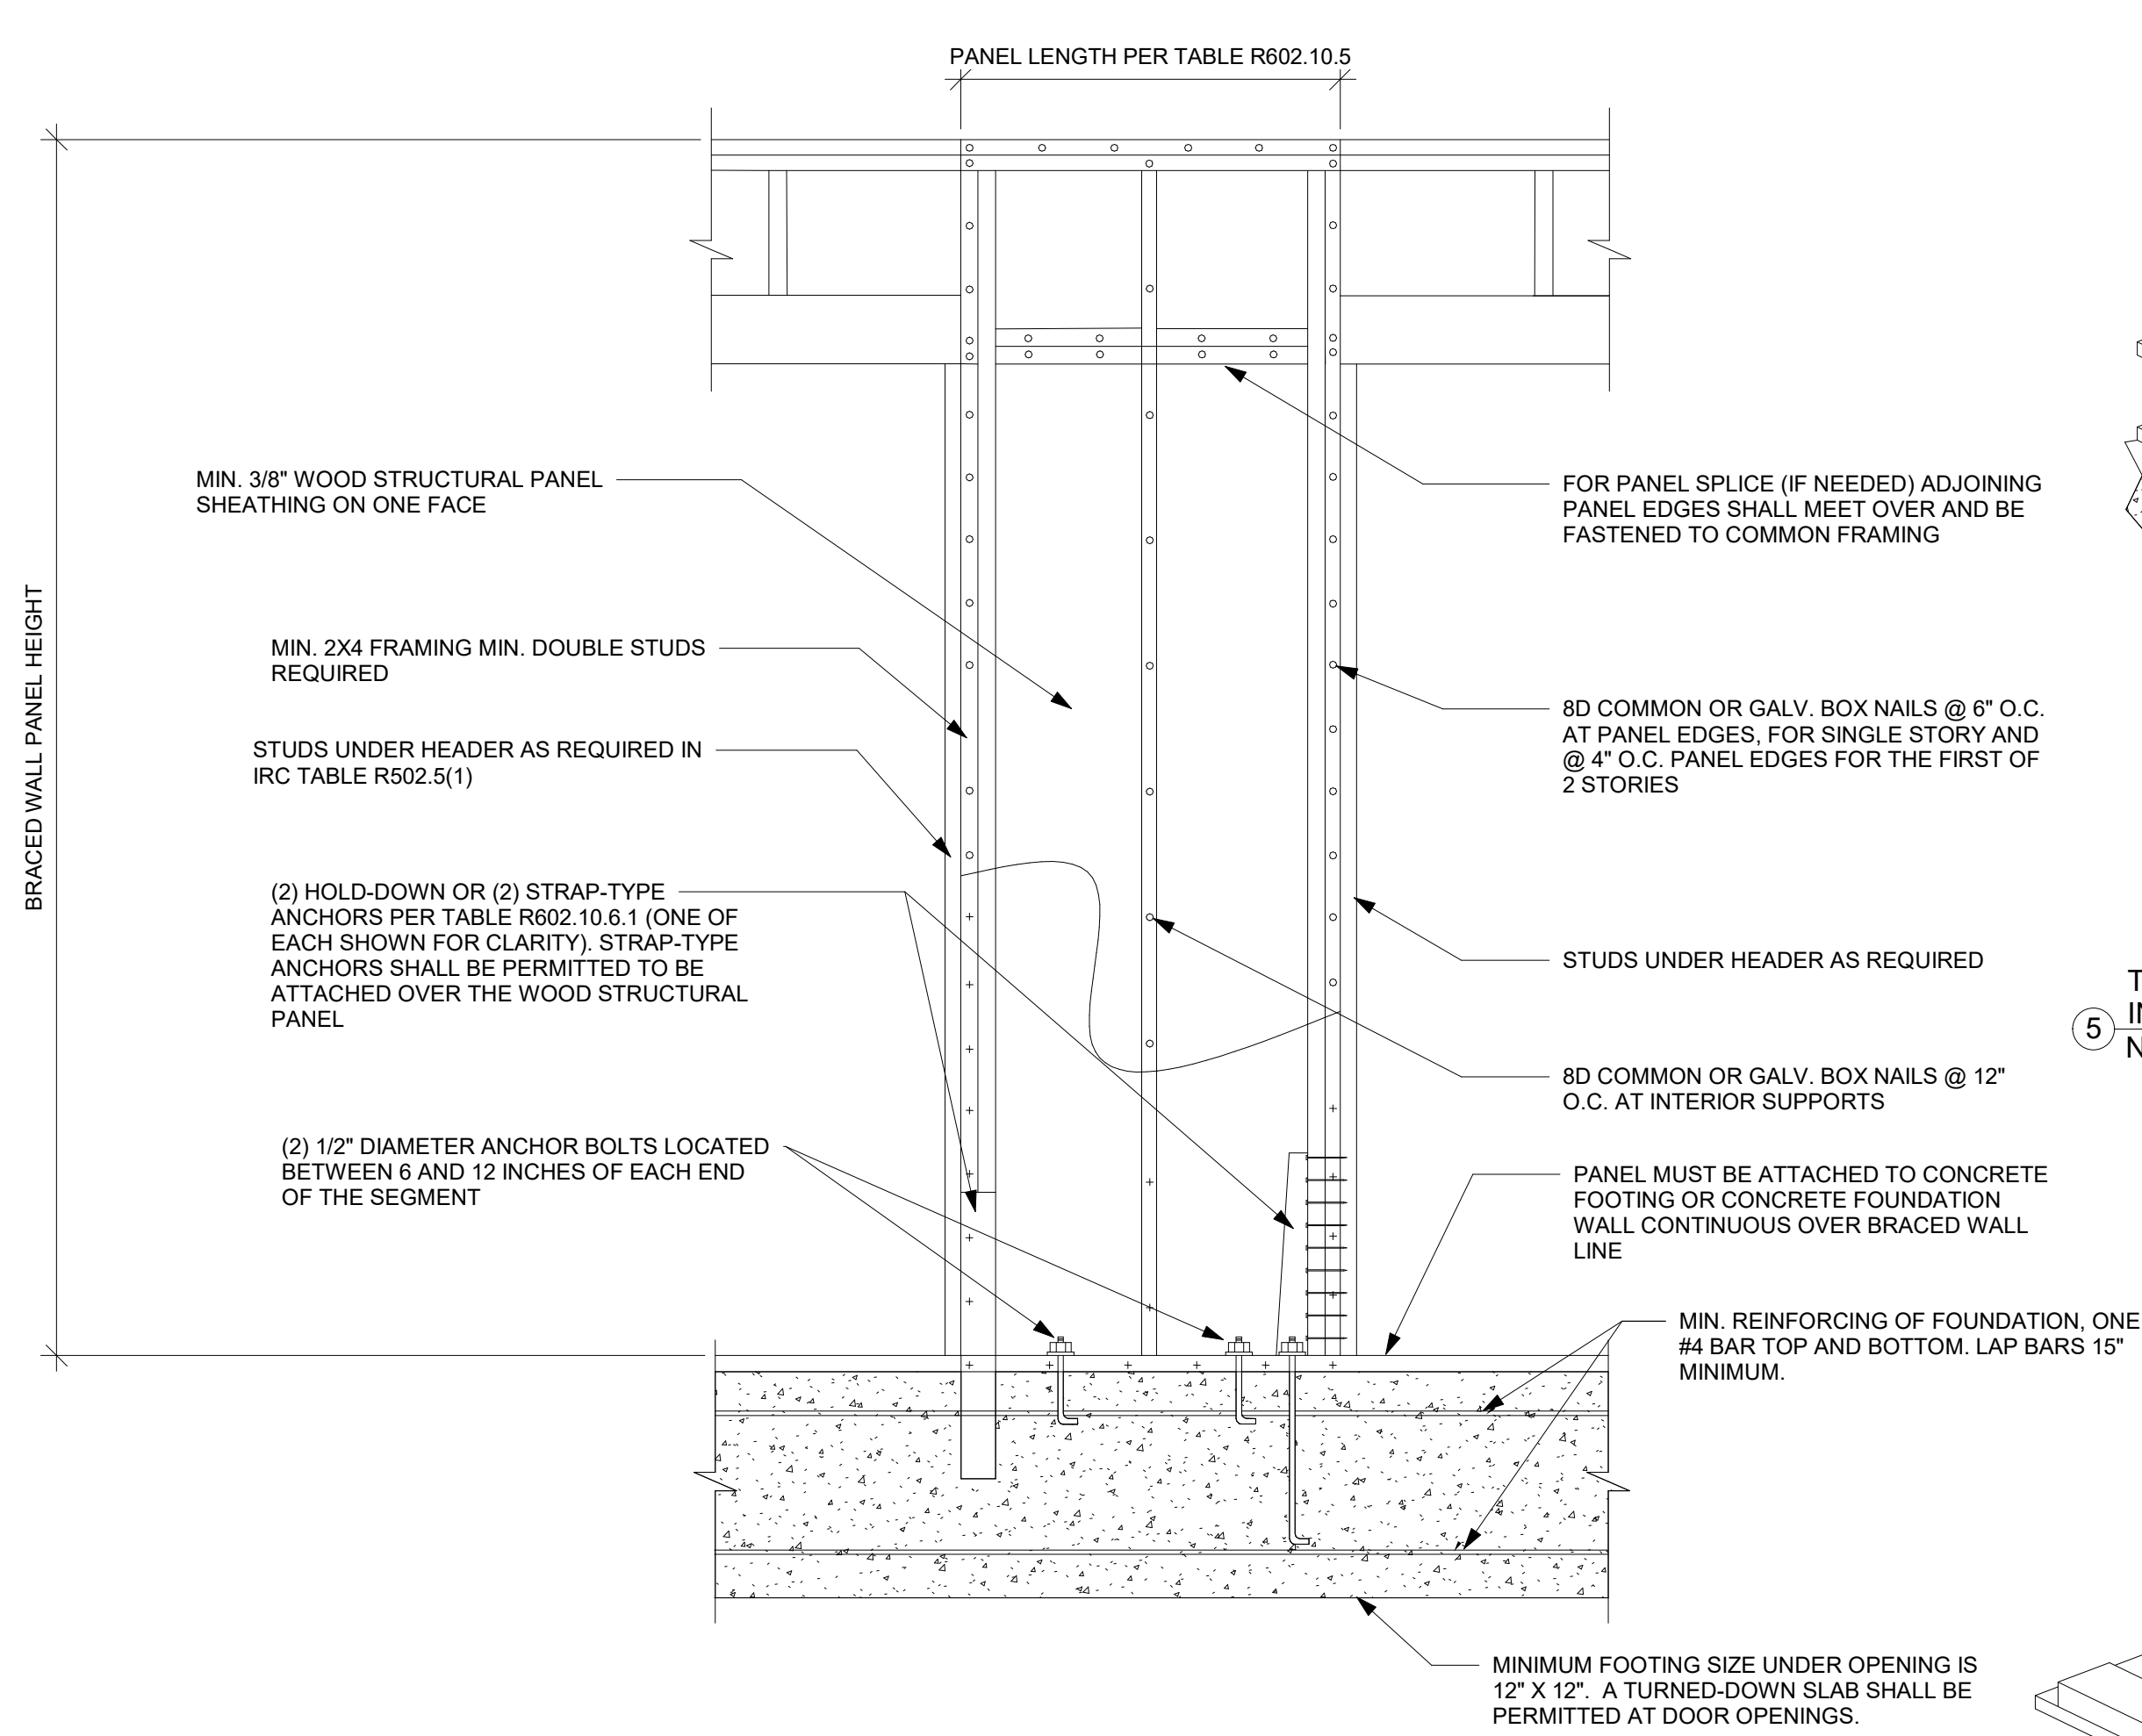 PANEL LENGTH PER TABLE R602.10.5
BRACED WALL PANEL HEIGHT
MIN. 3/8" WOOD STRUCTURAL PANEL
SHEATHING ON ONE FACE
MIN. 2X4 FRAMING MIN. DOUBLE STUDS
REQUIRED
STUDS UNDER HEADER AS REQUIRED IN
IRC TABLE R502.5(1)
(2) HOLD-DOWN OR (2) STRAP-TYPE
ANCHORS PER TABLE R602.10.6.1 (ONE OF
EACH SHOWN FOR CLARITY). STRAP-TYPE
ANCHORS SHALL BE PERMITTED TO BE
ATTACHED OVER THE WOOD STRUCTURAL
PANEL
(2) 1/2" DIAMETER ANCHOR BOLTS LOCATED
BETWEEN 6 AND 12 INCHES OF EACH END
OF THE SEGMENT
FOR PANEL SPLICE (IF NEEDED) ADJOINING
PANEL EDGES SHALL MEET OVER AND BE
FASTENED TO COMMON FRAMING
8D COMMON OR GALV. BOX NAILS @ 6" O.C.
AT PANEL EDGES, FOR SINGLE STORY AND
@ 4" O.C. PANEL EDGES FOR THE FIRST OF
2 STORIES
STUDS UNDER HEADER AS REQUIRED
8D COMMON OR GALV. BOX NAILS @ 12"
O.C. AT INTERIOR SUPPORTS
PANEL MUST BE ATTACHED TO CONCRETE
FOOTING OR CONCRETE FOUNDATION
WALL CONTINUOUS OVER BRACED WALL
LINE
MIN. REINFORCING OF FOUNDATION, ONE
#4 BAR TOP AND BOTTOM. LAP BARS 15"
MINIMUM.
MINIMUM FOOTING SIZE UNDER OPENING IS
12" X 12".  A TURNED-DOWN SLAB SHALL BE
PERMITTED AT DOOR OPENINGS.
5